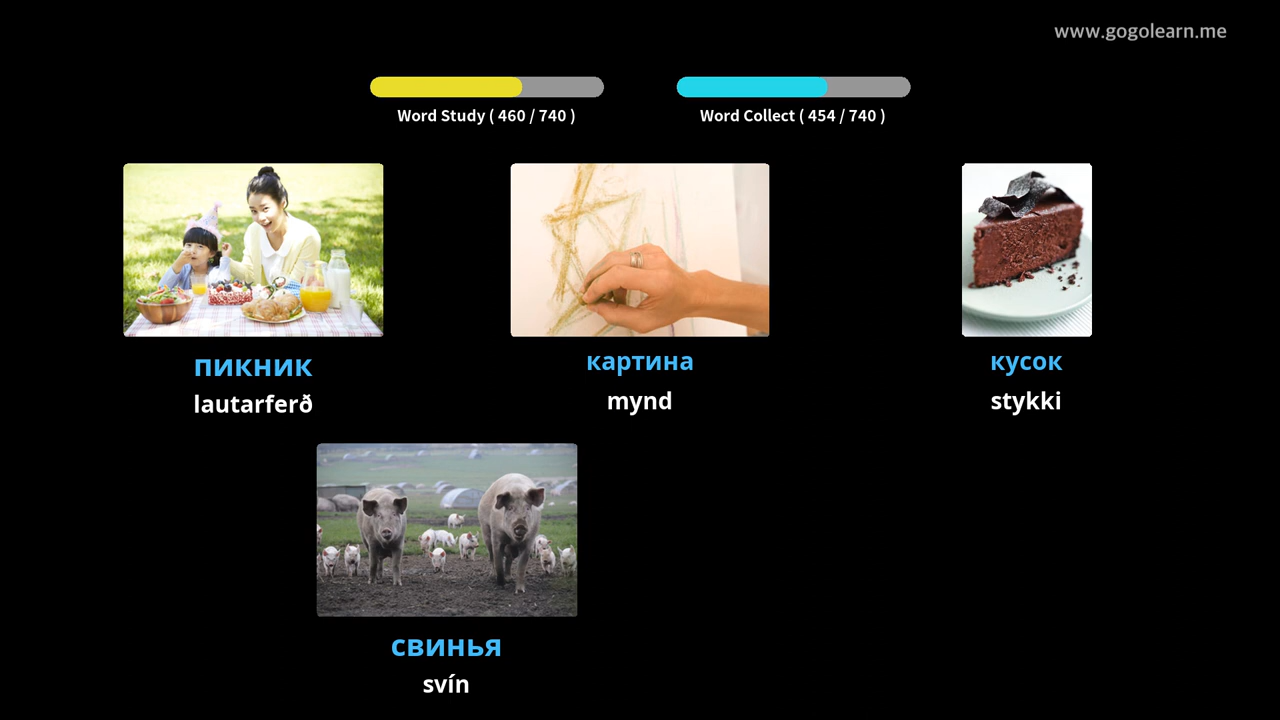 www.gogolearn.me
Word Study ( 460 / 740 )
Word Collect ( 454 / 740 )
пикник
картина
кусок
lautarferð
mynd
stykki
свинья
svín